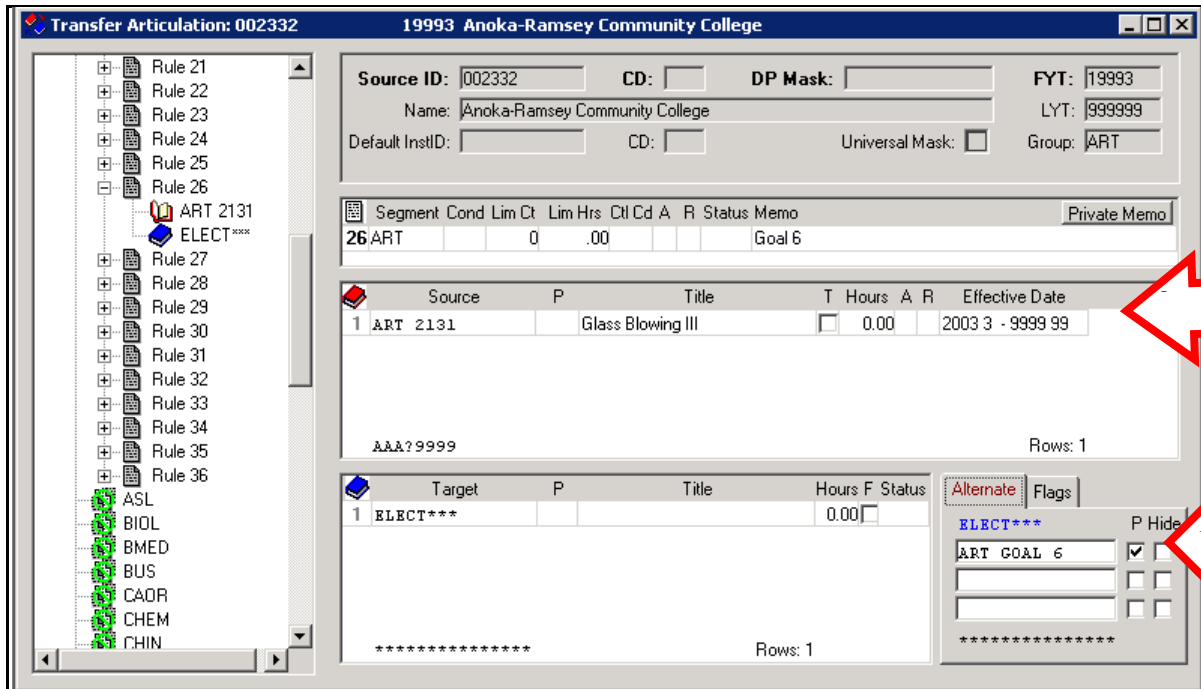 Transfer Articulation: 002332 19993 Anoka-Ramsey Community College
Rule 21
Rule 22
Rule 23
Rule 24
Rule 25
Rule 26
ART 2131
ELECT***
Rule 27
Rule 28
Rule 29
Rule 30
Rule 31
Rule 32
Rule 33
Rule 34
Rule 35
Rule 36
ASL
BIOL
BMED
BUS
CAOR
CHEM
CHIN
Source ID: 002332 CD: DP Mask: FYT: 19993
Name: Anoka-Ramsey Community College LYT: 999999
Default InstID: CD: Universal Mask: Group: ART
Segment Cond Lim Ct Lim Hrs Ctl Cd A R Status Memo Private Memo
26 ART 0 .00 Goal 6
Source P Title T Hours A R Effective Date
1 ART 2131 Glass Blowing III 0.00 2003 3 - 9999 99
AAA?9999 Rows: 1
Target P Title Hours F Status
1 ELECT*** 0.00
*************** Rows: 1
Alternate Flags
ELECT*** P Hide
ART GOAL 6
***************